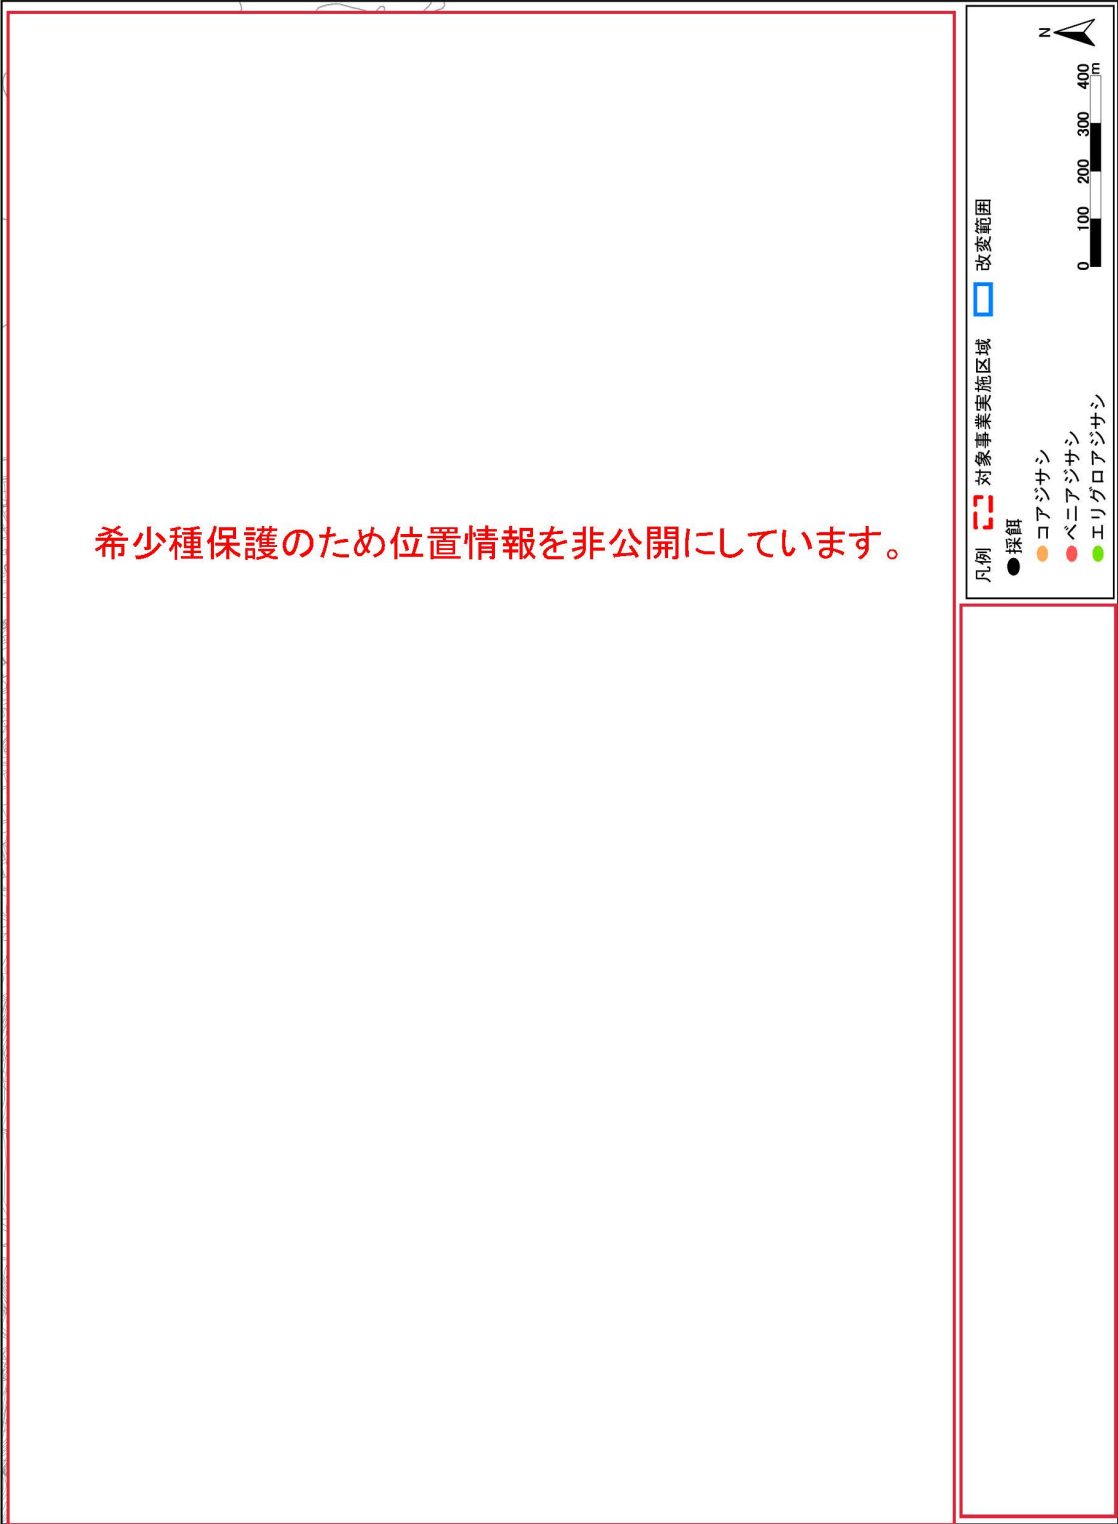 希少種保護のため位置情報を非公開にしています。
凡例 対象事業実施区域 改変範囲
採餌
コアジサシ
ベニアジサシ
エリグロアジサシ
N
0 100 200 300 400
m